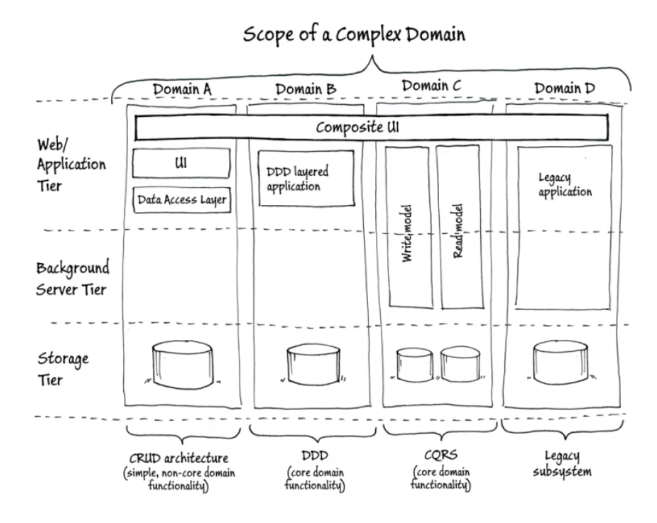 Scope of a Complex Domain
Domain A
Domain B
Domain C
Domain D
Web/
Application
Tier
Composite UI
UI
Data Access Layer
DDD layered
application
Write model
Read model
Legacy
application
Background
Server Tier
Storage
Tier
CRUD architecture
(simple, non-core domain
functionality)
DDD
(core domain
functionality)
CQRS
(core domain
functionality)
Legacy
subsystem